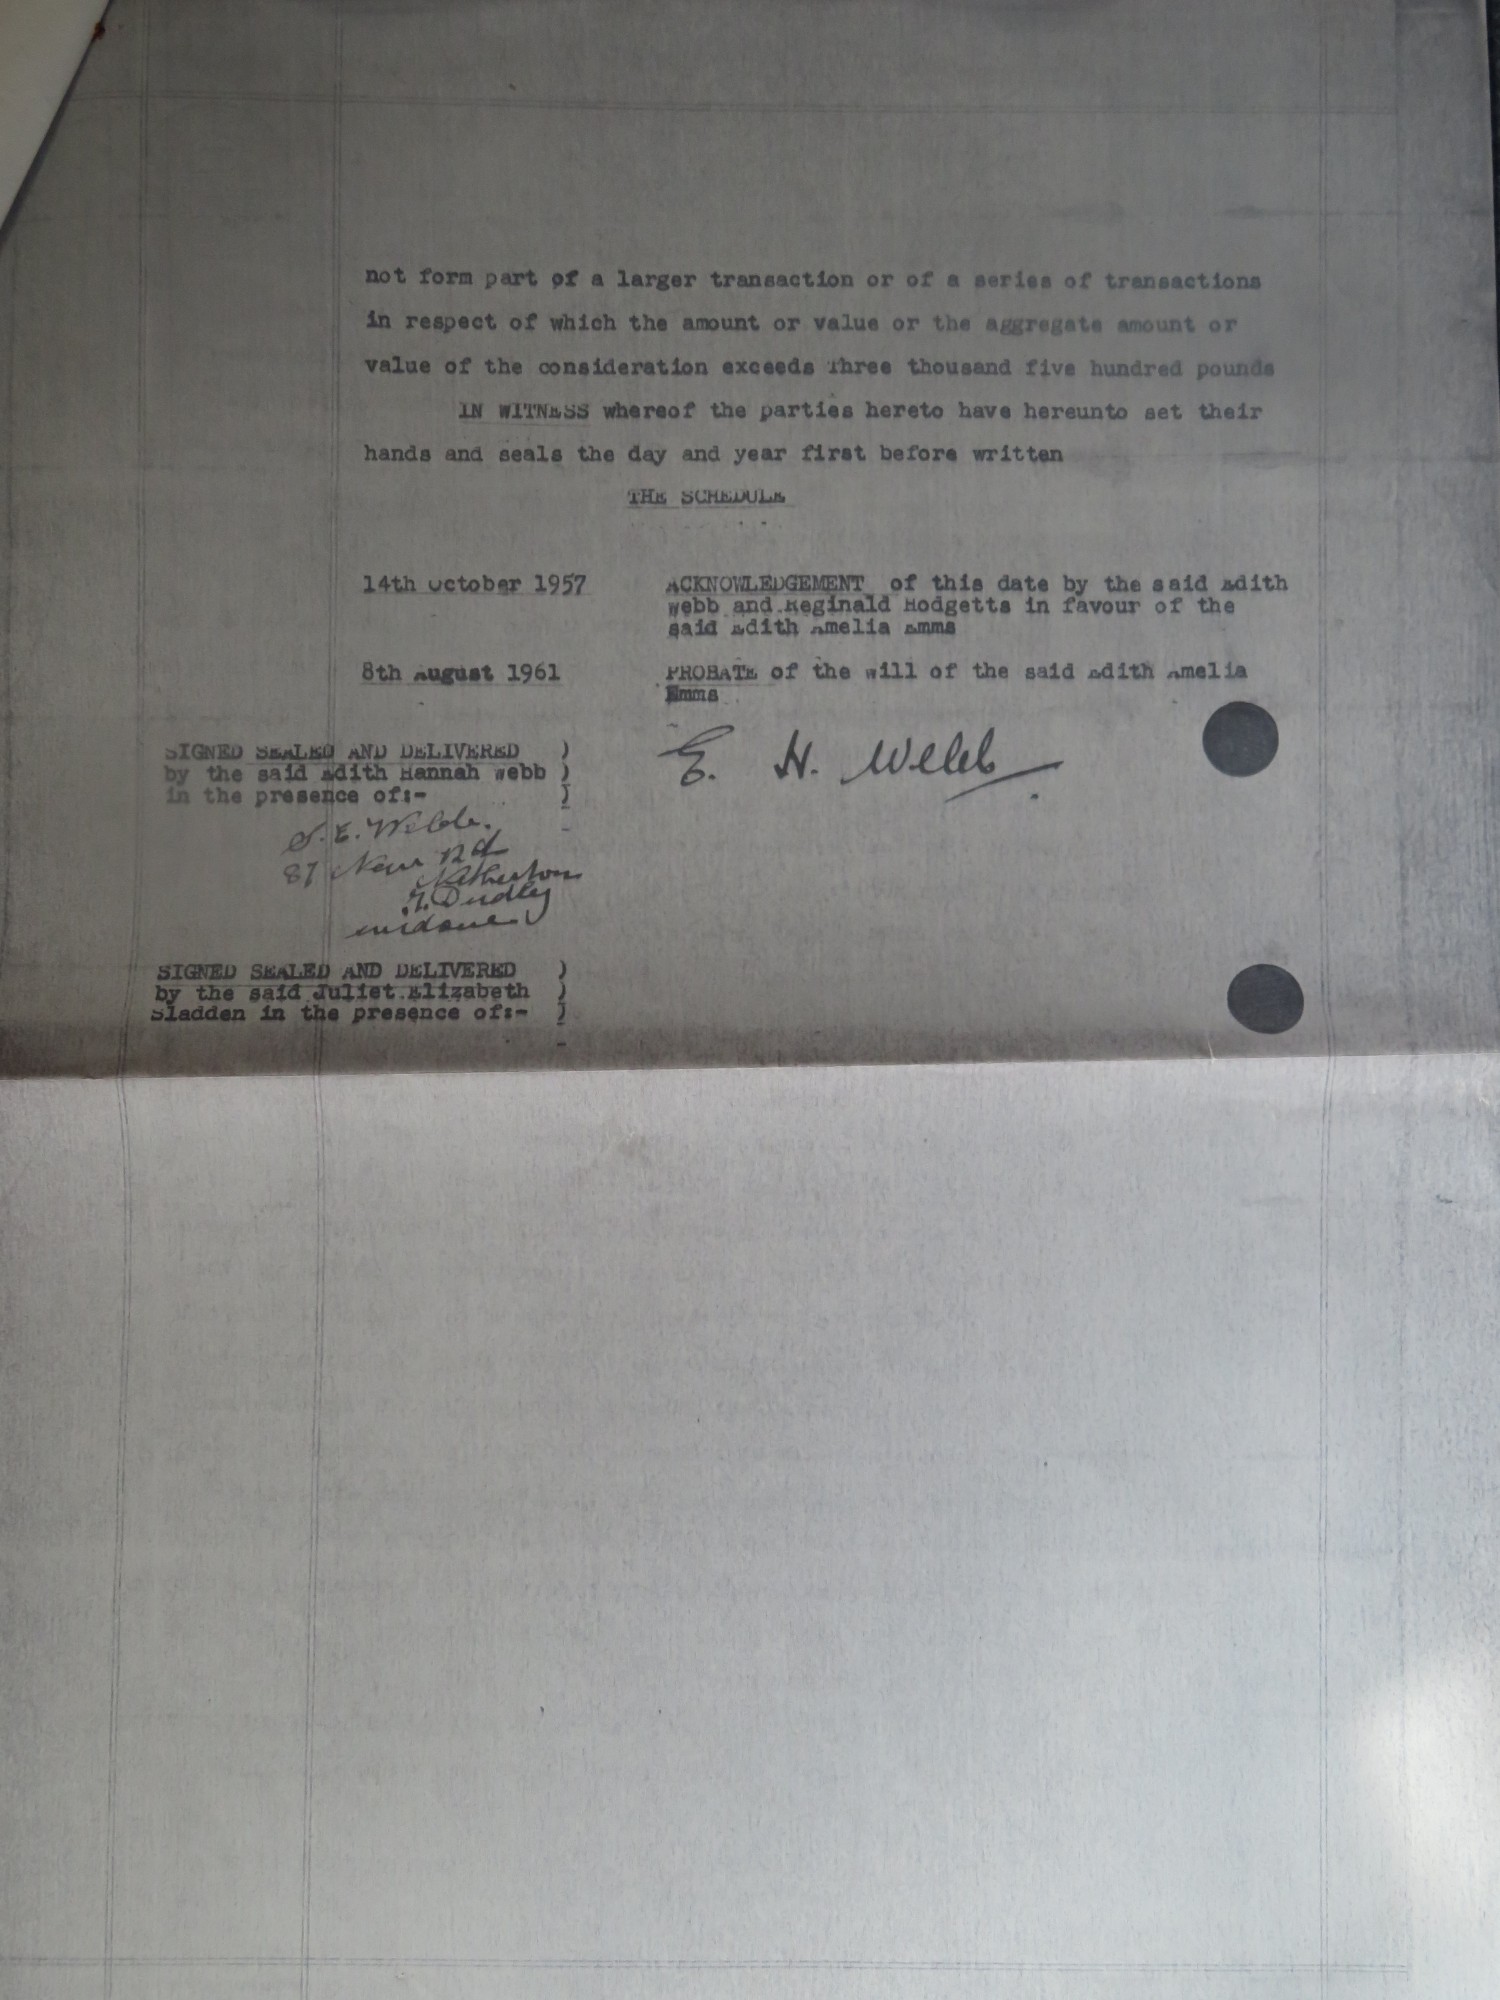 not form part of a larger transaction or of a series of transactions
in respect of which the amount or value or the aggregate amount or
value of the consideration exceeds Three thousand five hundred pounds
IN WITNESS whereof the parties hereto have hereunto set their
hands and seals the day and year first before written
THE SCHEDULE
14th October 1957 ACKNOWLEDGEMENT of this date by the said Edith
Webb and Reginald Hodgetts in favour of the
said Edith Amelia Emms
8th August 1961 PROBATE of the Will of the said Edith Amelia
Emms
SIGNED SEALED AND DELIVERED )
by the said Edith Hannah Webb )
in the presence of:- )
E. H. Webb
87 New Rd
Netherton
Dudley
SIGNED SEALED AND DELIVERED )
by the said Juliet Elizabeth )
Sladden in the presence of:- )